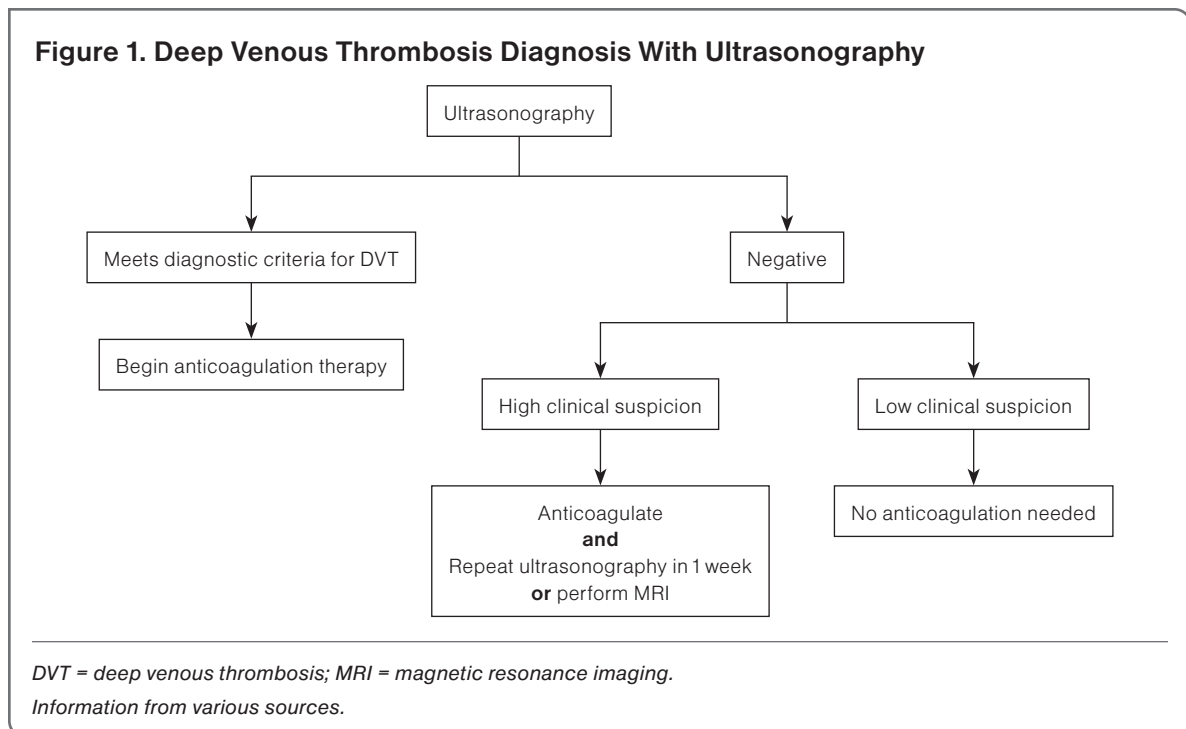 Figure 1. Deep Venous Thrombosis Diagnosis With Ultrasonography
Ultrasonography
Meets diagnostic criteria for DVT
Negative
Begin anticoagulation therapy
High clinical suspicion
Low clinical suspicion
Anticoagulate
and
Repeat ultrasonography in 1 week
or perform MRI
No anticoagulation needed
DVT = deep venous thrombosis; MRI = magnetic resonance imaging.
Information from various sources.